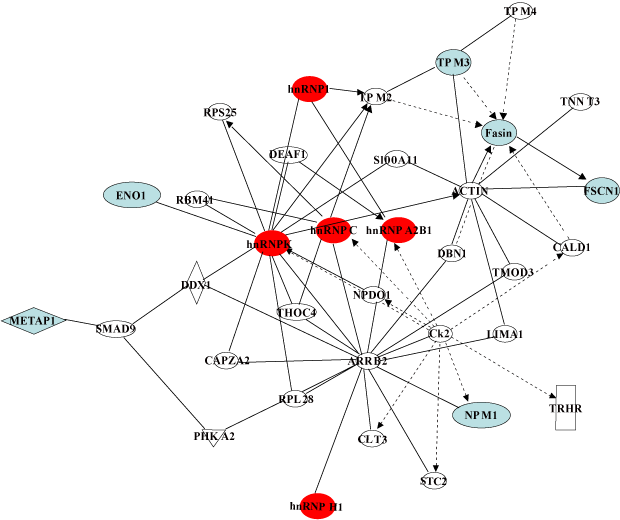 TPM4
TPM3
hnRNPI
TPM2
TNNT3
RPS25
Fasin
DEAF1
S100A11
ENO1
RBM41
ACTIN
FSCN1
hnRNPK
hnRNPC
hnRNPA2B1
DBN1
CALD1
TMOD3
DDX1
NPDO1
THOC4
METAP1
SMAD9
Ck2
LIMA1
CAPZA2
ARRB2
RPL28
NPM1
TRHR
PHKA2
CLT3
STC2
hnRNPH1